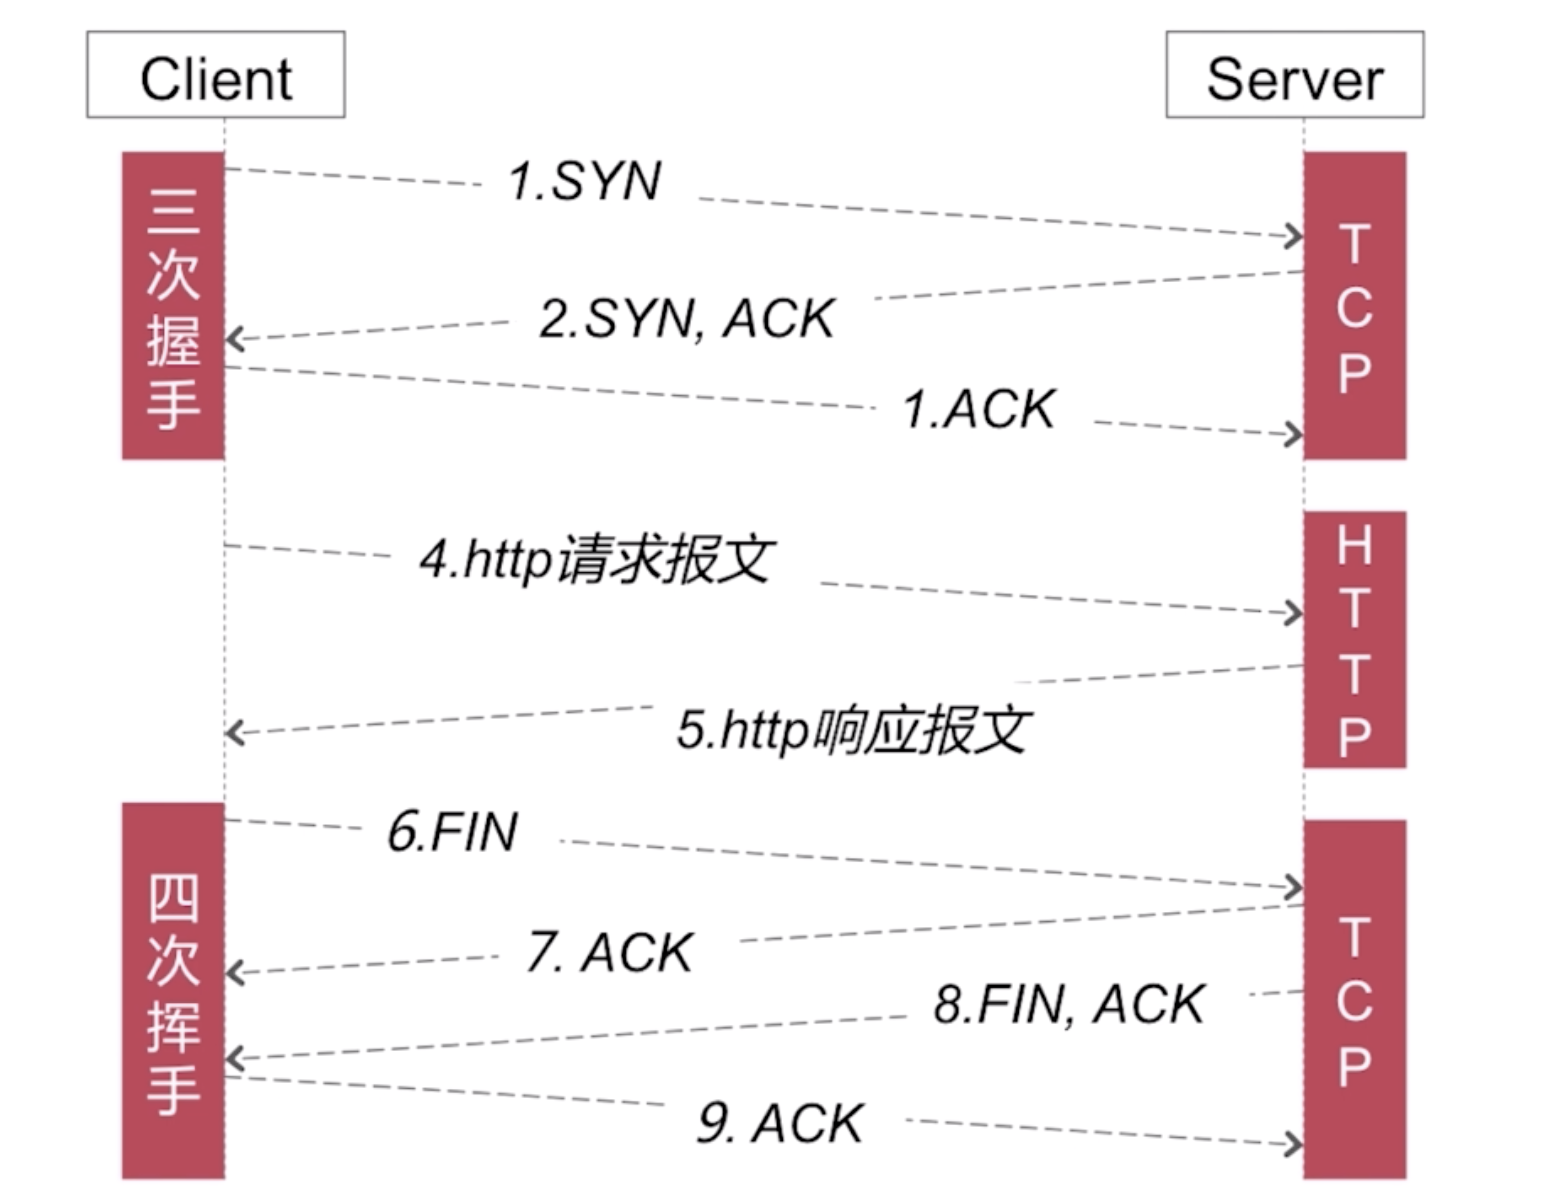 Client
Server
三次握手
TCP
1.SYN
2.SYN, ACK
1.ACK
HTTP
4.http请求报文
5.http响应报文
四次挥手
TCP
6.FIN
7. ACK
8.FIN, ACK
9. ACK